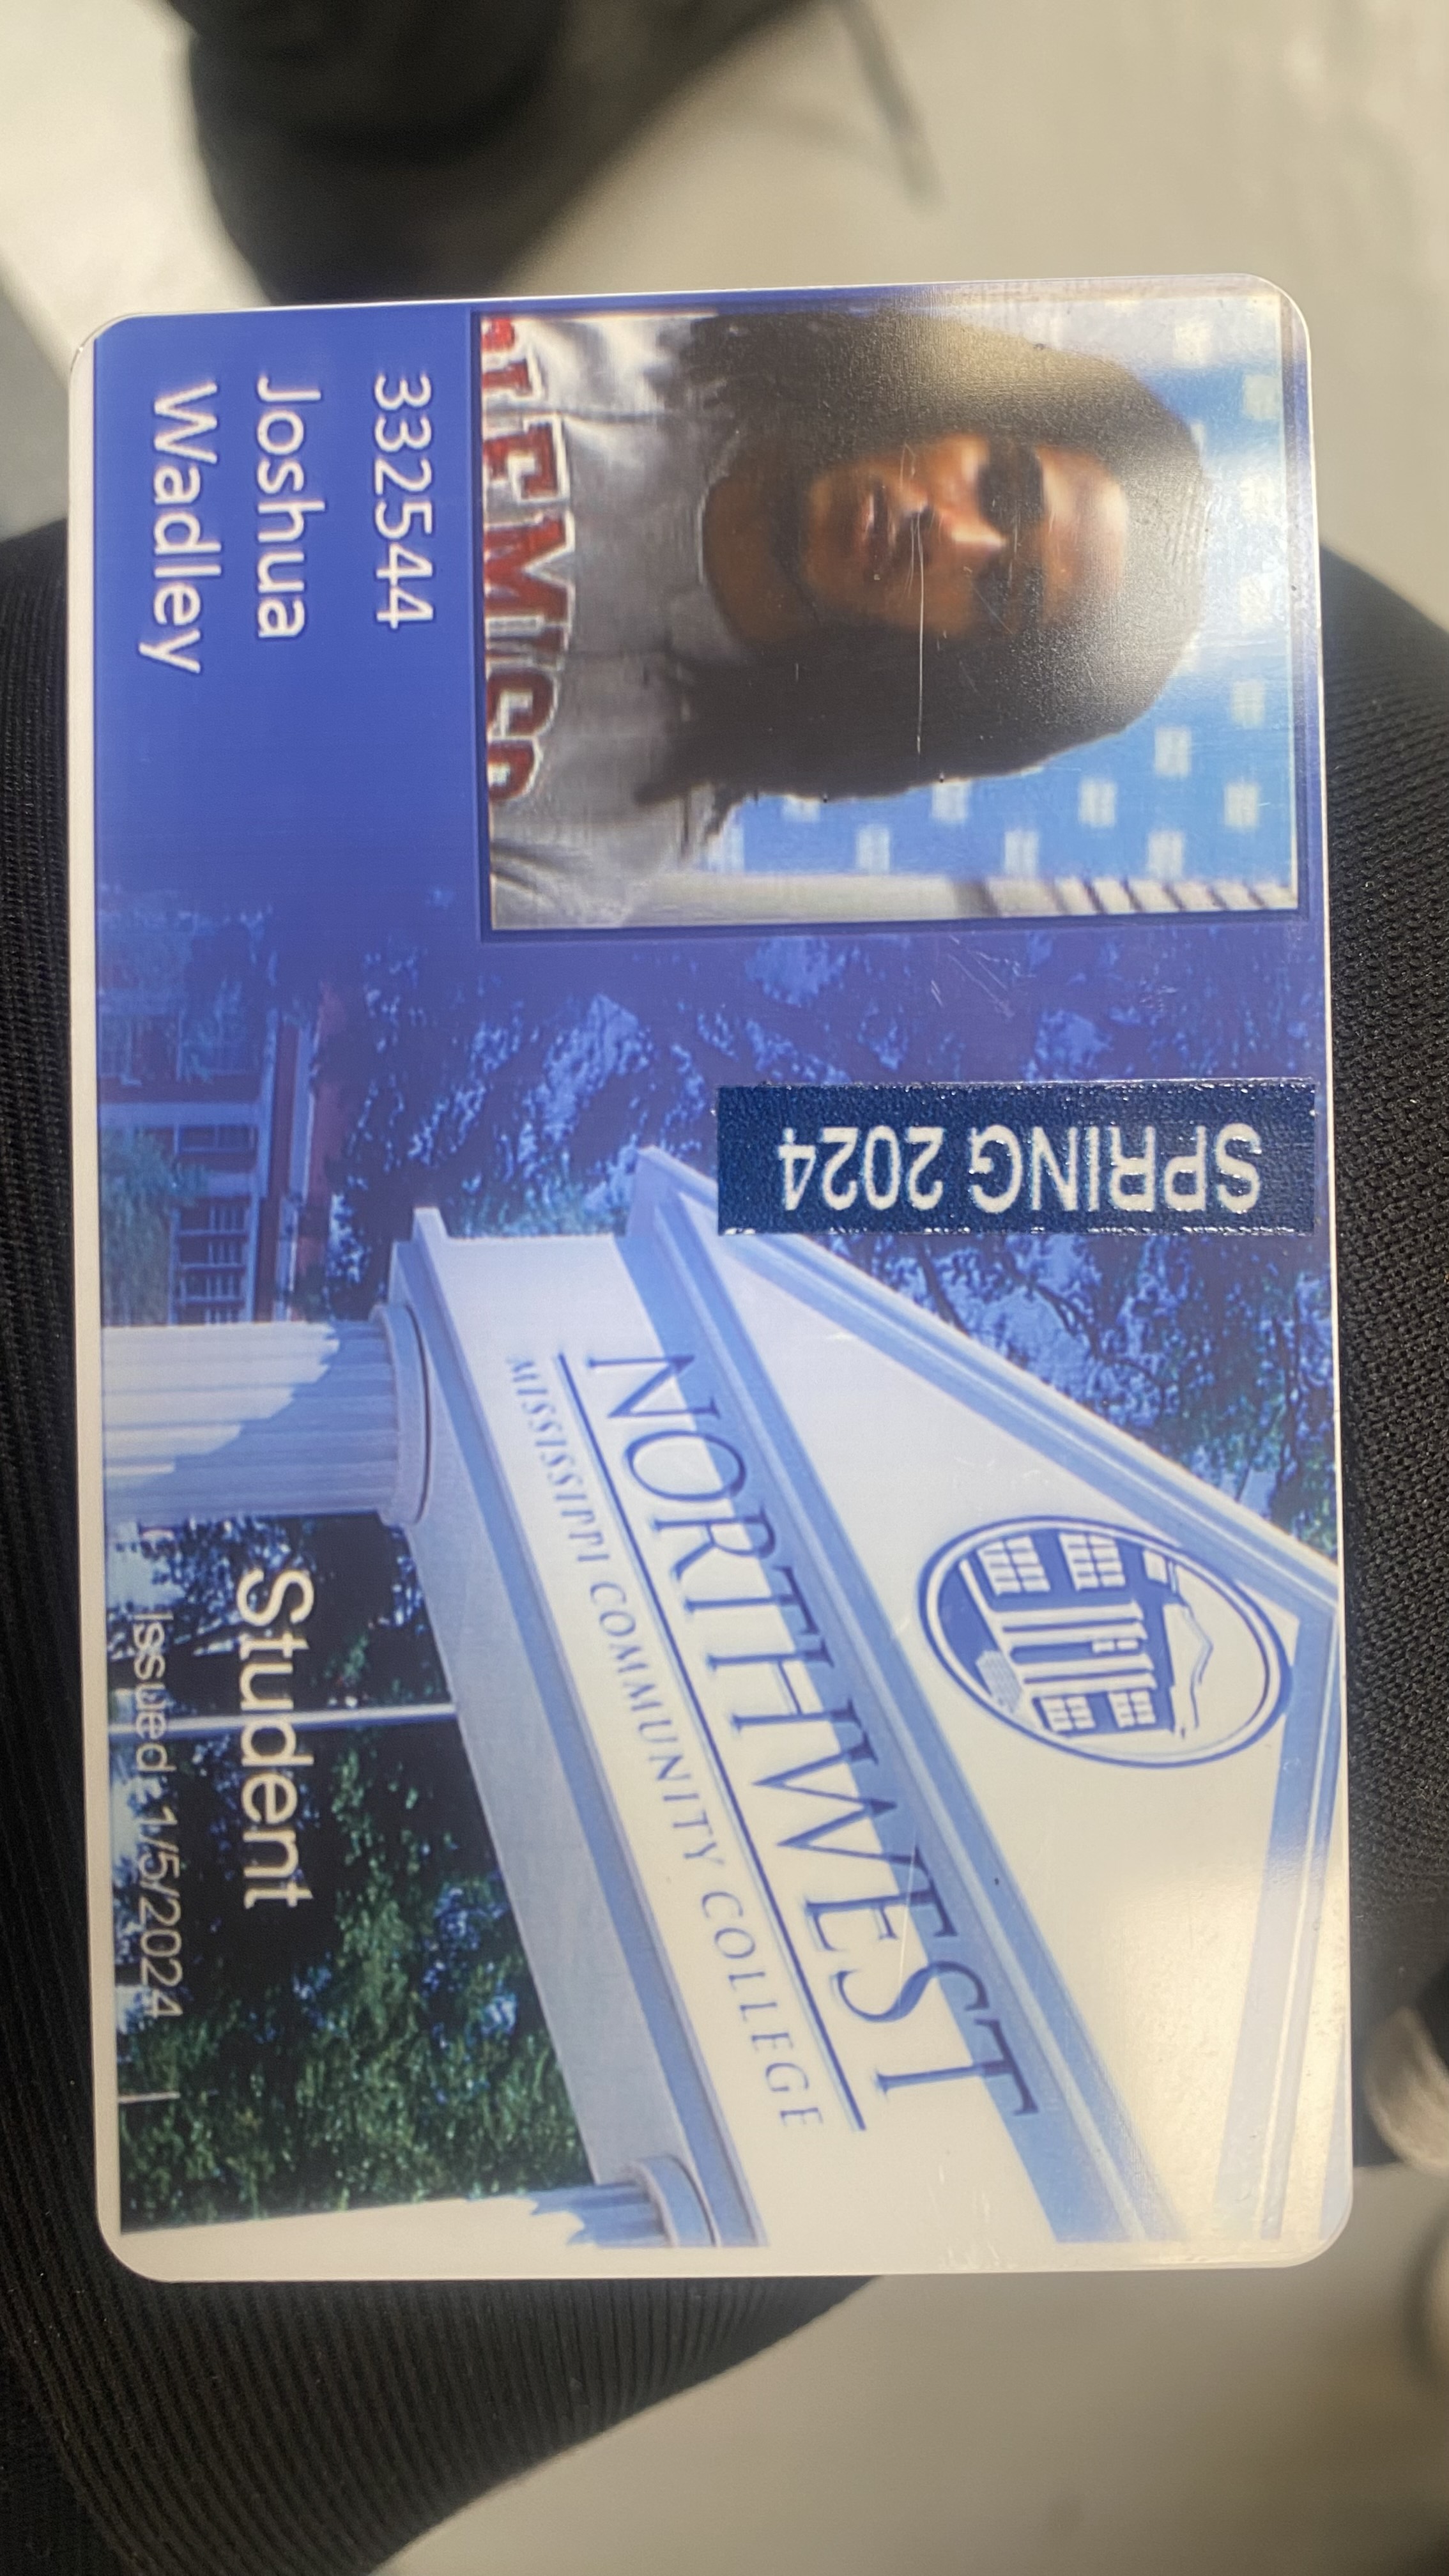 SPRING 2024
NORTHWEST
MISSISSIPPI COMMUNITY COLLEGE
332544
Joshua
Wadley
Student
Issued : 1/5/2024